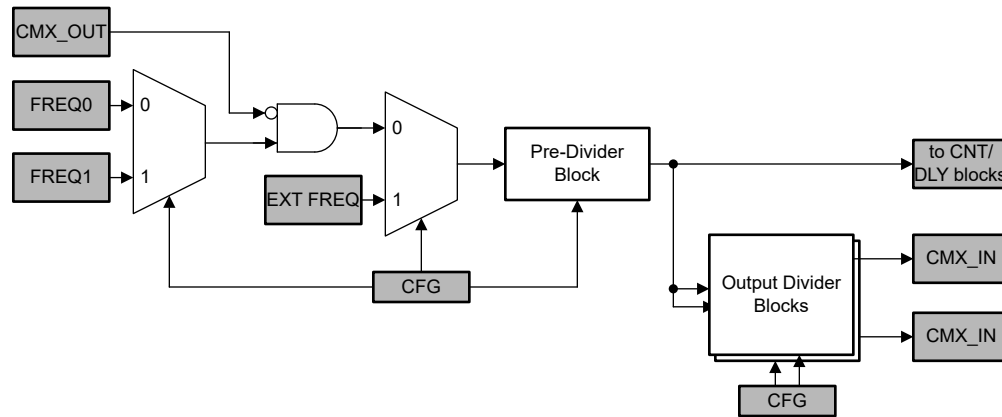 CMX_OUT
FREQ0
0
FREQ1
1
0
EXT FREQ
1
Pre-Divider
Block
to CNT/
DLY blocks
CFG
Output Divider
Blocks
CMX_IN
CMX_IN
CFG